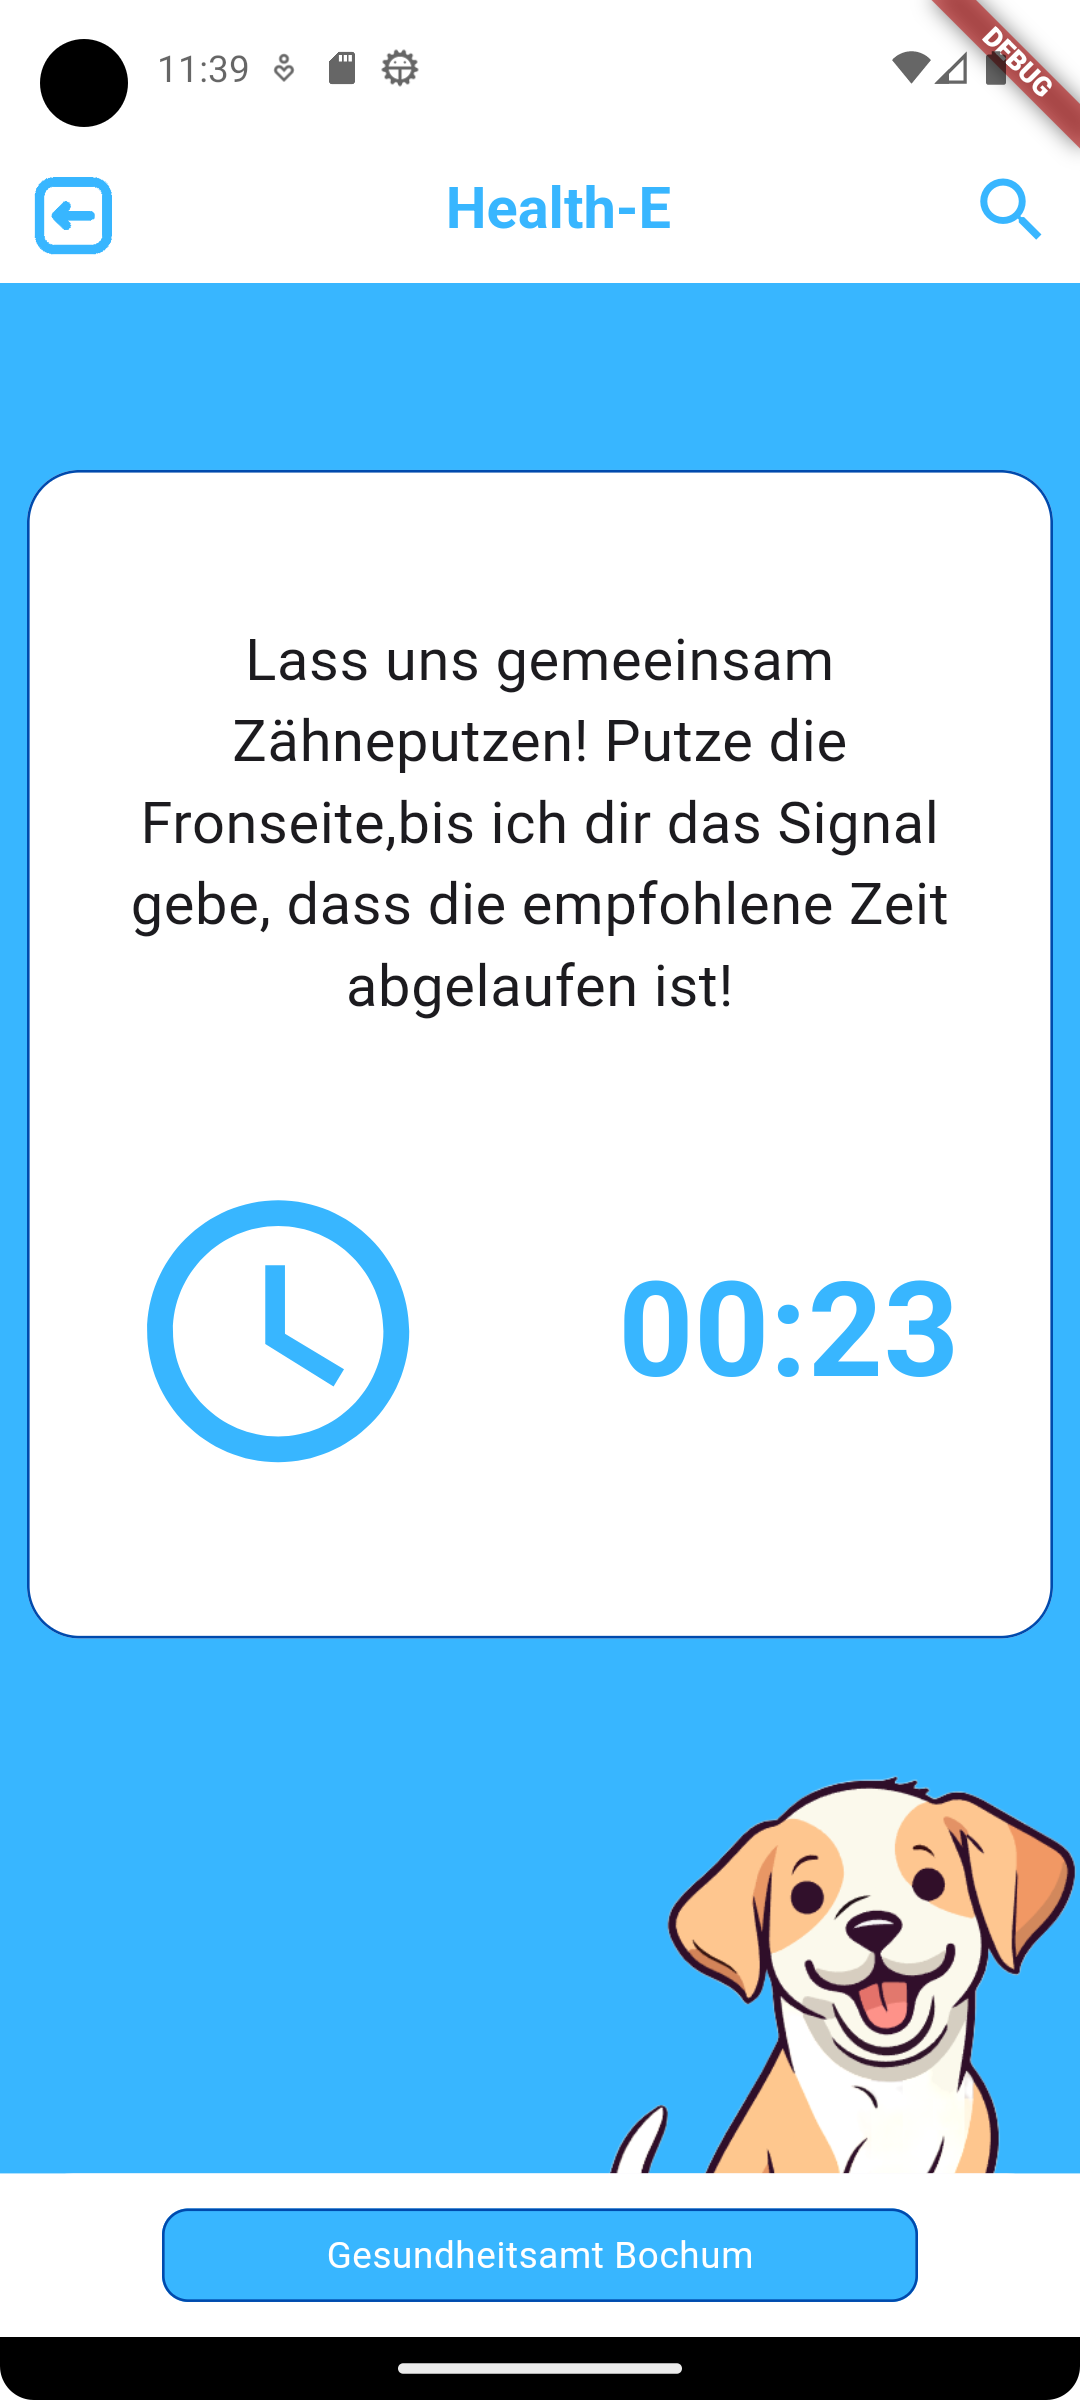 11:39
DEBUG
Health-E
Lass uns gemeeinsam
Zähneputzen! Putze die
Fronseite,bis ich dir das Signal
gebe, dass die empfohlene Zeit
abgelaufen ist!
00:23
Gesundheitsamt Bochum